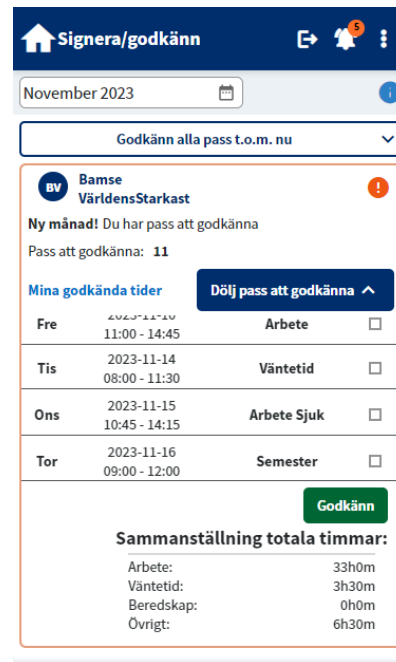 Signera/godkänn
5
November 2023
i
Godkänn alla pass t.o.m. nu
BV
Bamse
VärldensStarkast
!
Ny månad! Du har pass att godkänna
Pass att godkänna: 11
Mina godkända tider
Dölj pass att godkänna
Fre 2023-11-10 11:00 - 14:45 Arbete
Tis 2023-11-14 08:00 - 11:30 Väntetid
Ons 2023-11-15 10:45 - 14:15 Arbete Sjuk
Tor 2023-11-16 09:00 - 12:00 Semester
Godkänn
Sammanställning totala timmar:
Arbete: 33h0m
Väntetid: 3h30m
Beredskap: 0h0m
Övrigt: 6h30m